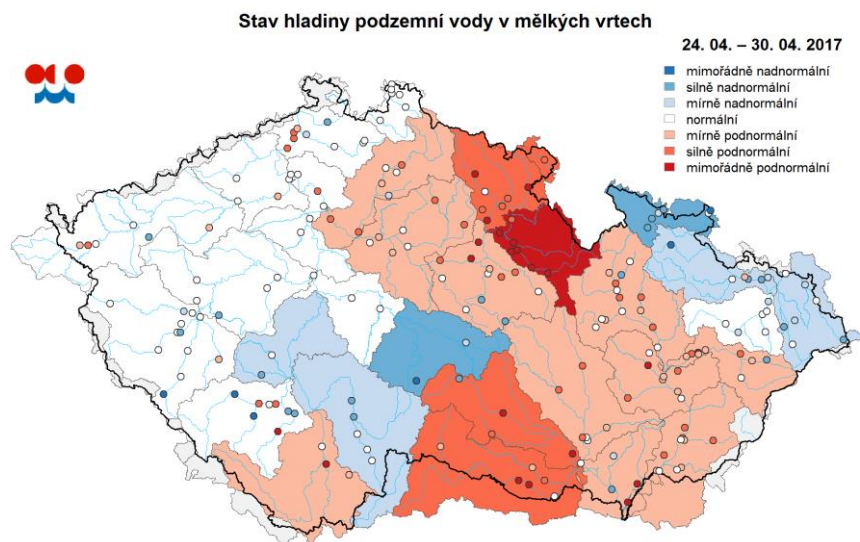 Stav hladiny podzemní vody v mělkých vrtech
24. 04. – 30. 04. 2017
mimořádně nadnormální
silně nadnormální
mírně nadnormální
normální
mírně podnormální
silně podnormální
mimořádně podnormální